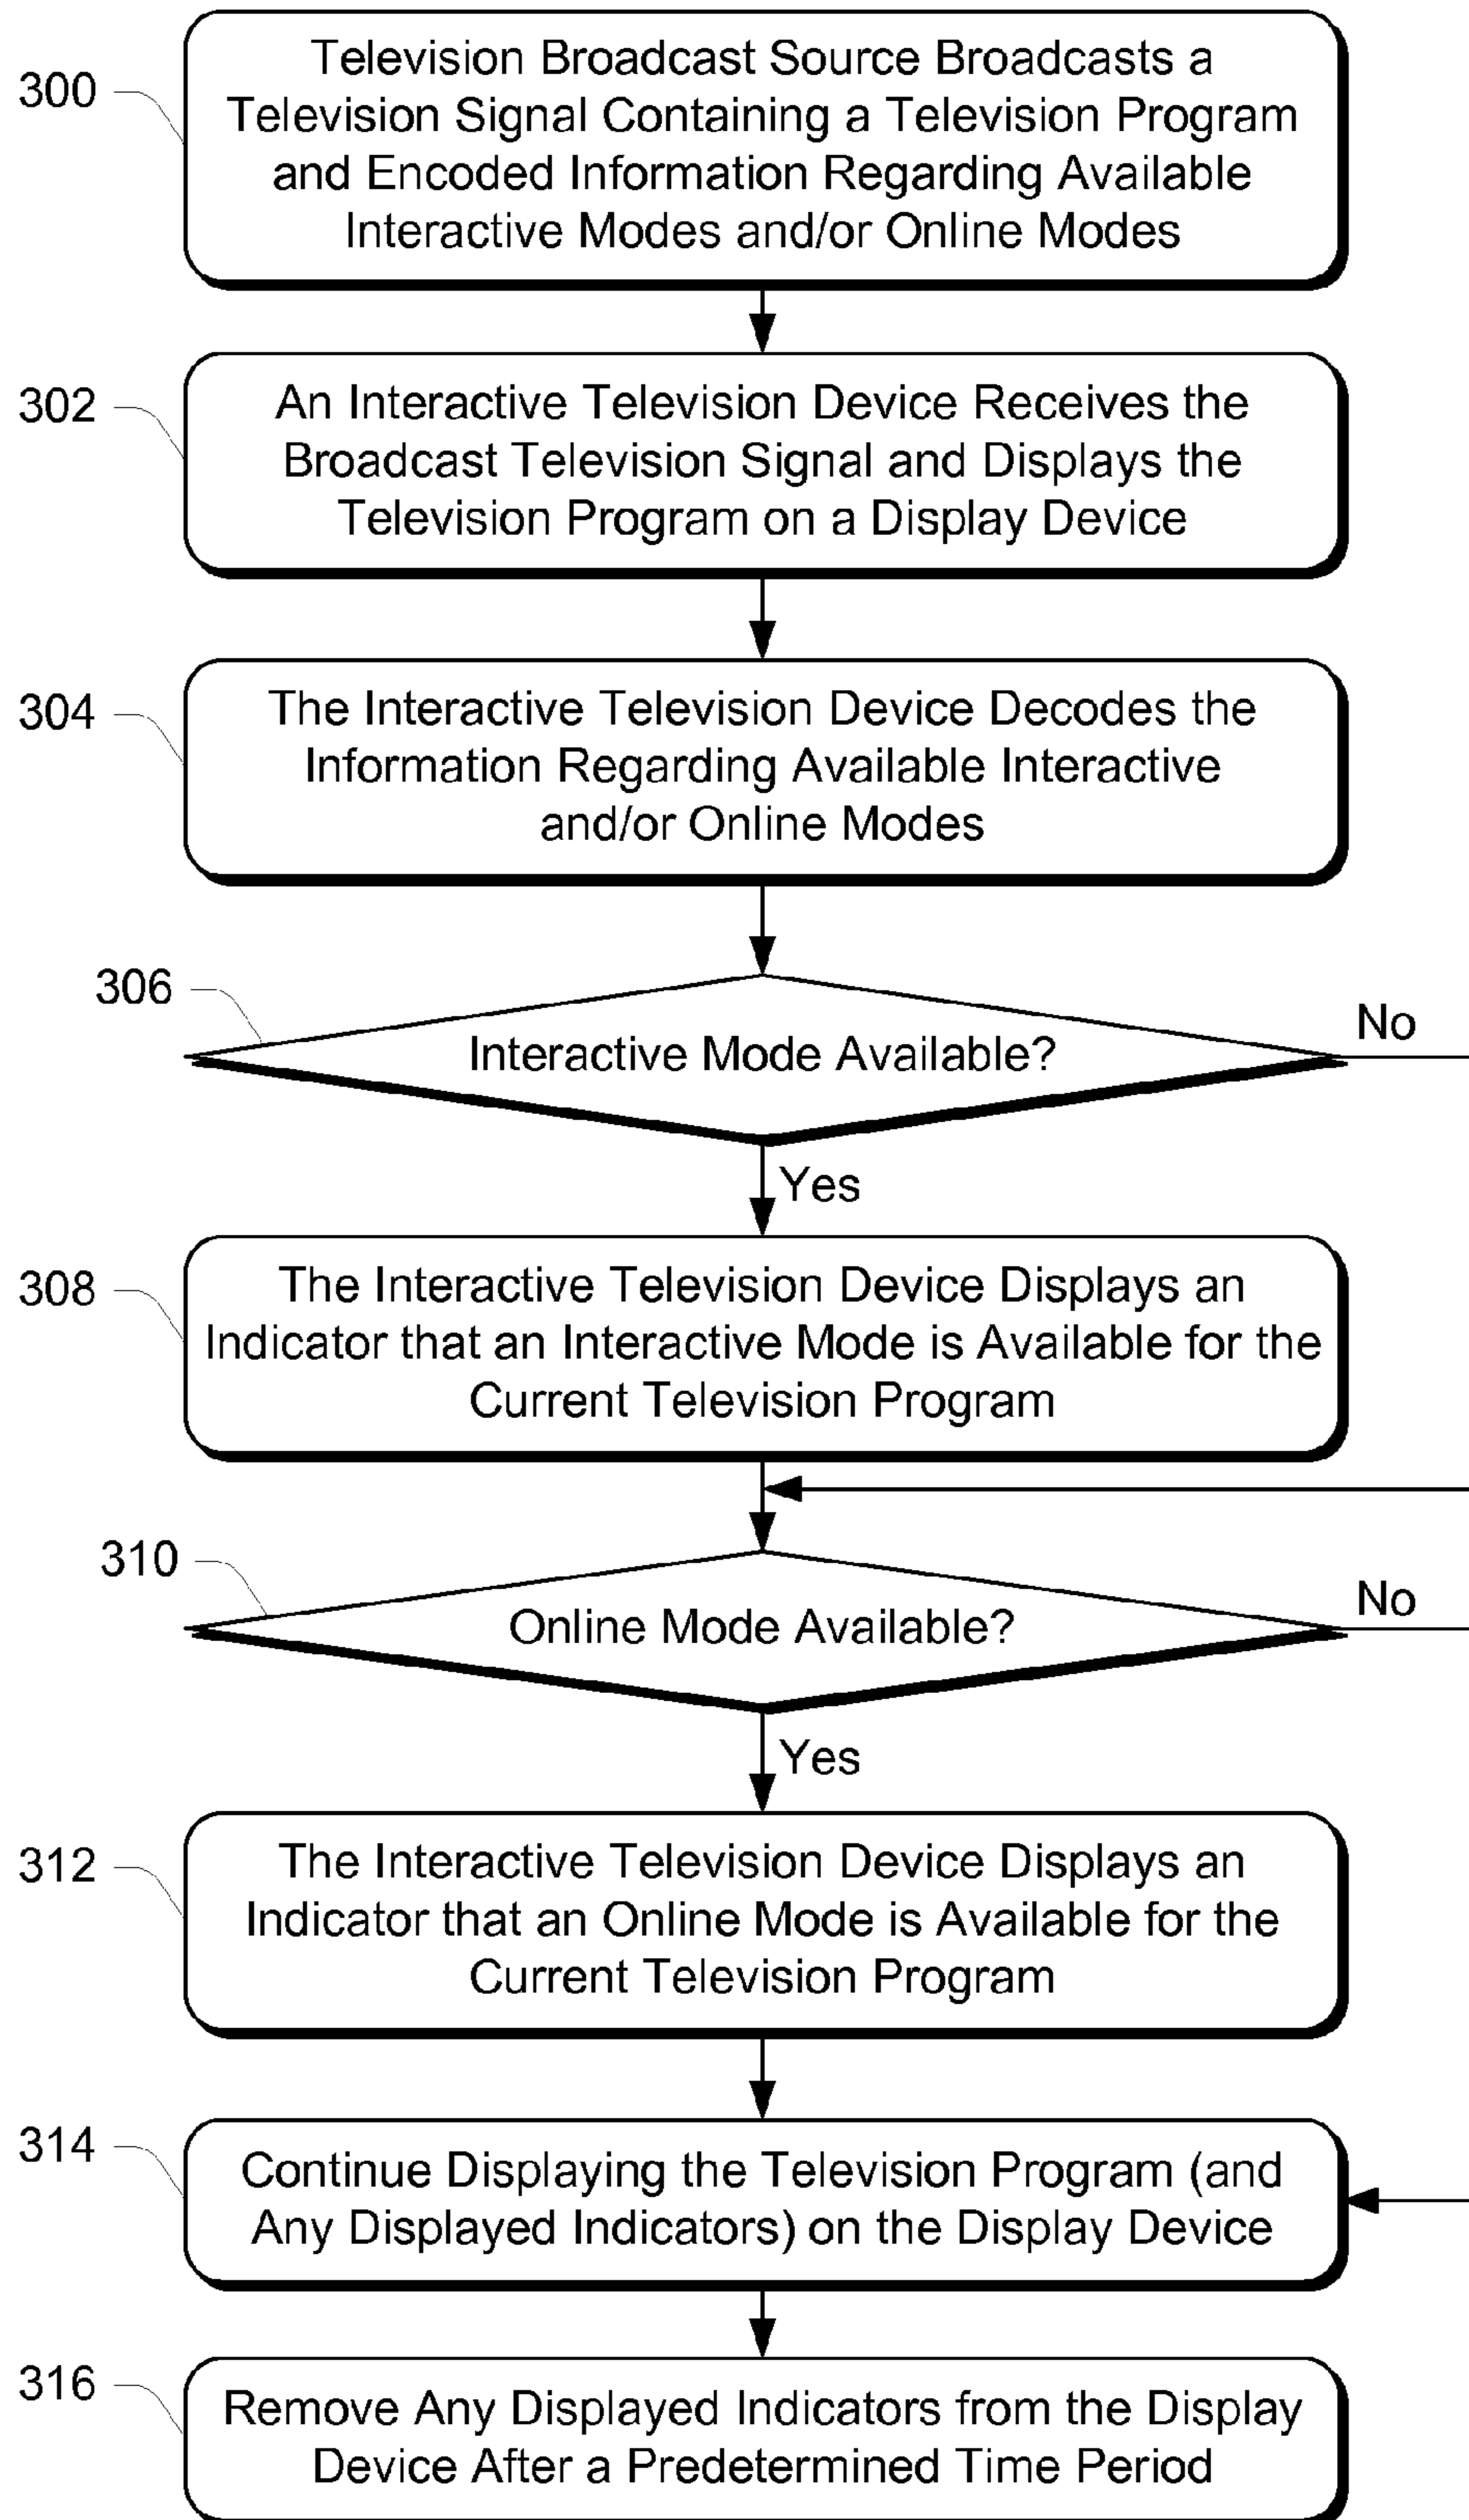 300
Television Broadcast Source Broadcasts a
Television Signal Containing a Television Program
and Encoded Information Regarding Available
Interactive Modes and/or Online Modes
302
An Interactive Television Device Receives the
Broadcast Television Signal and Displays the
Television Program on a Display Device
304
The Interactive Television Device Decodes the
Information Regarding Available Interactive
and/or Online Modes
306
Interactive Mode Available?
No
Yes
308
The Interactive Television Device Displays an
Indicator that an Interactive Mode is Available for the
Current Television Program
310
Online Mode Available?
No
Yes
312
The Interactive Television Device Displays an
Indicator that an Online Mode is Available for the
Current Television Program
314
Continue Displaying the Television Program (and
Any Displayed Indicators) on the Display Device
316
Remove Any Displayed Indicators from the Display
Device After a Predetermined Time Period